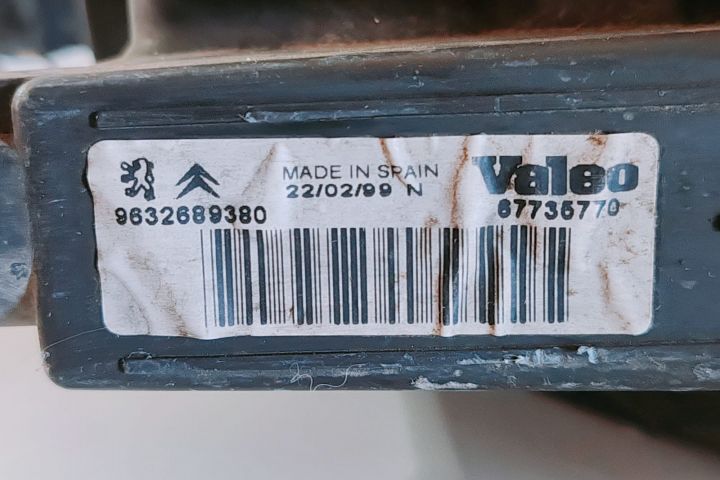 MADE IN SPAIN
22/02/99 N
Valeo
9632689380
67736770